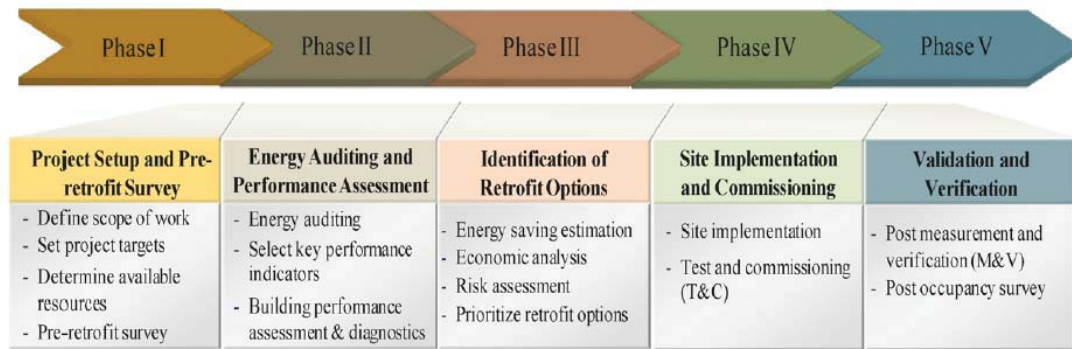 Phase I
Phase II
Phase III
Phase IV
Phase V
Project Setup and Pre-
retrofit Survey
- Define scope of work
- Set project targets
- Determine available
resources
- Pre-retrofit survey
Energy Auditing and
Performance Assessment
- Energy auditing
- Select key performance
indicators
- Building performance
assessment & diagnostics
Identification of
Retrofit Options
- Energy saving estimation
- Economic analysis
- Risk assessment
- Prioritize retrofit options
Site Implementation
and Commissioning
- Site implementation
- Test and commissioning
(T&C)
Validation and
Verification
- Post measurement and
verification (M&V)
- Post occupancy survey